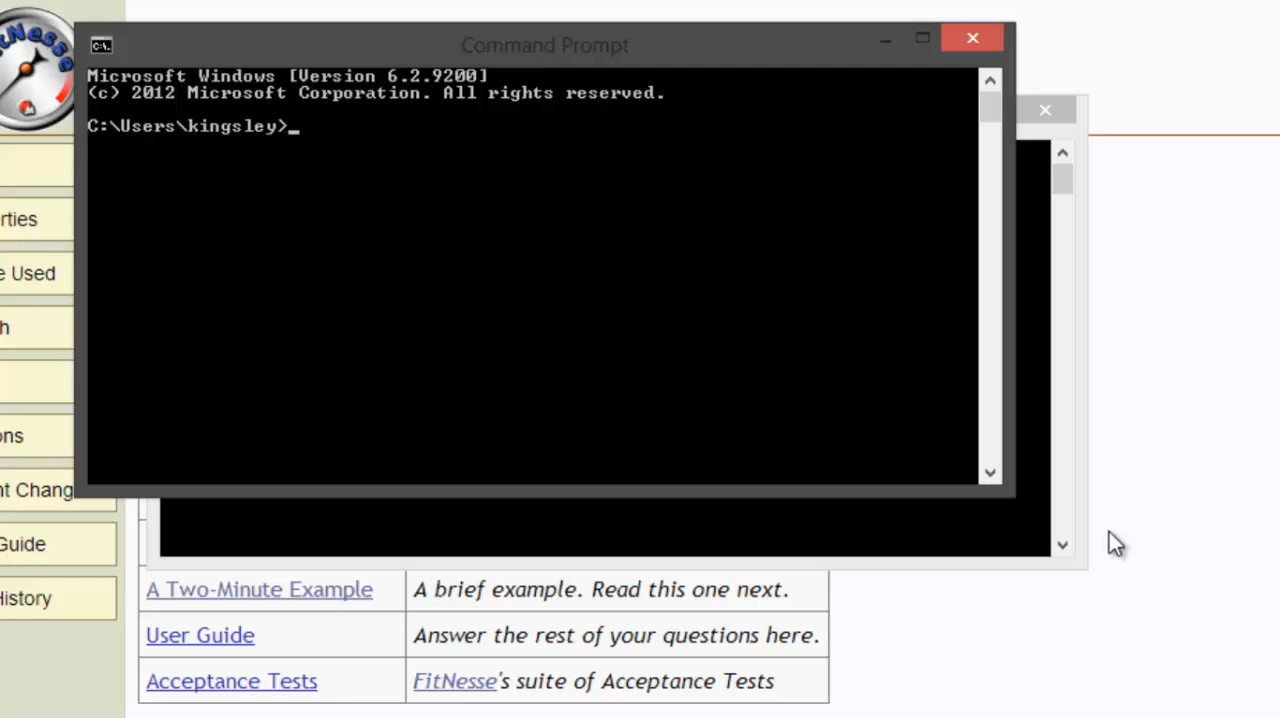 Command Prompt
Microsoft Windows [Version 6.2.9200]
(c) 2012 Microsoft Corporation. All rights reserved.
C:\Users\kingsley>_
rties
e Used
h
ons
nt Chang
Guide
History
A Two-Minute Example A brief example. Read this one next.
User Guide Answer the rest of your questions here.
Acceptance Tests FitNesse's suite of Acceptance Tests